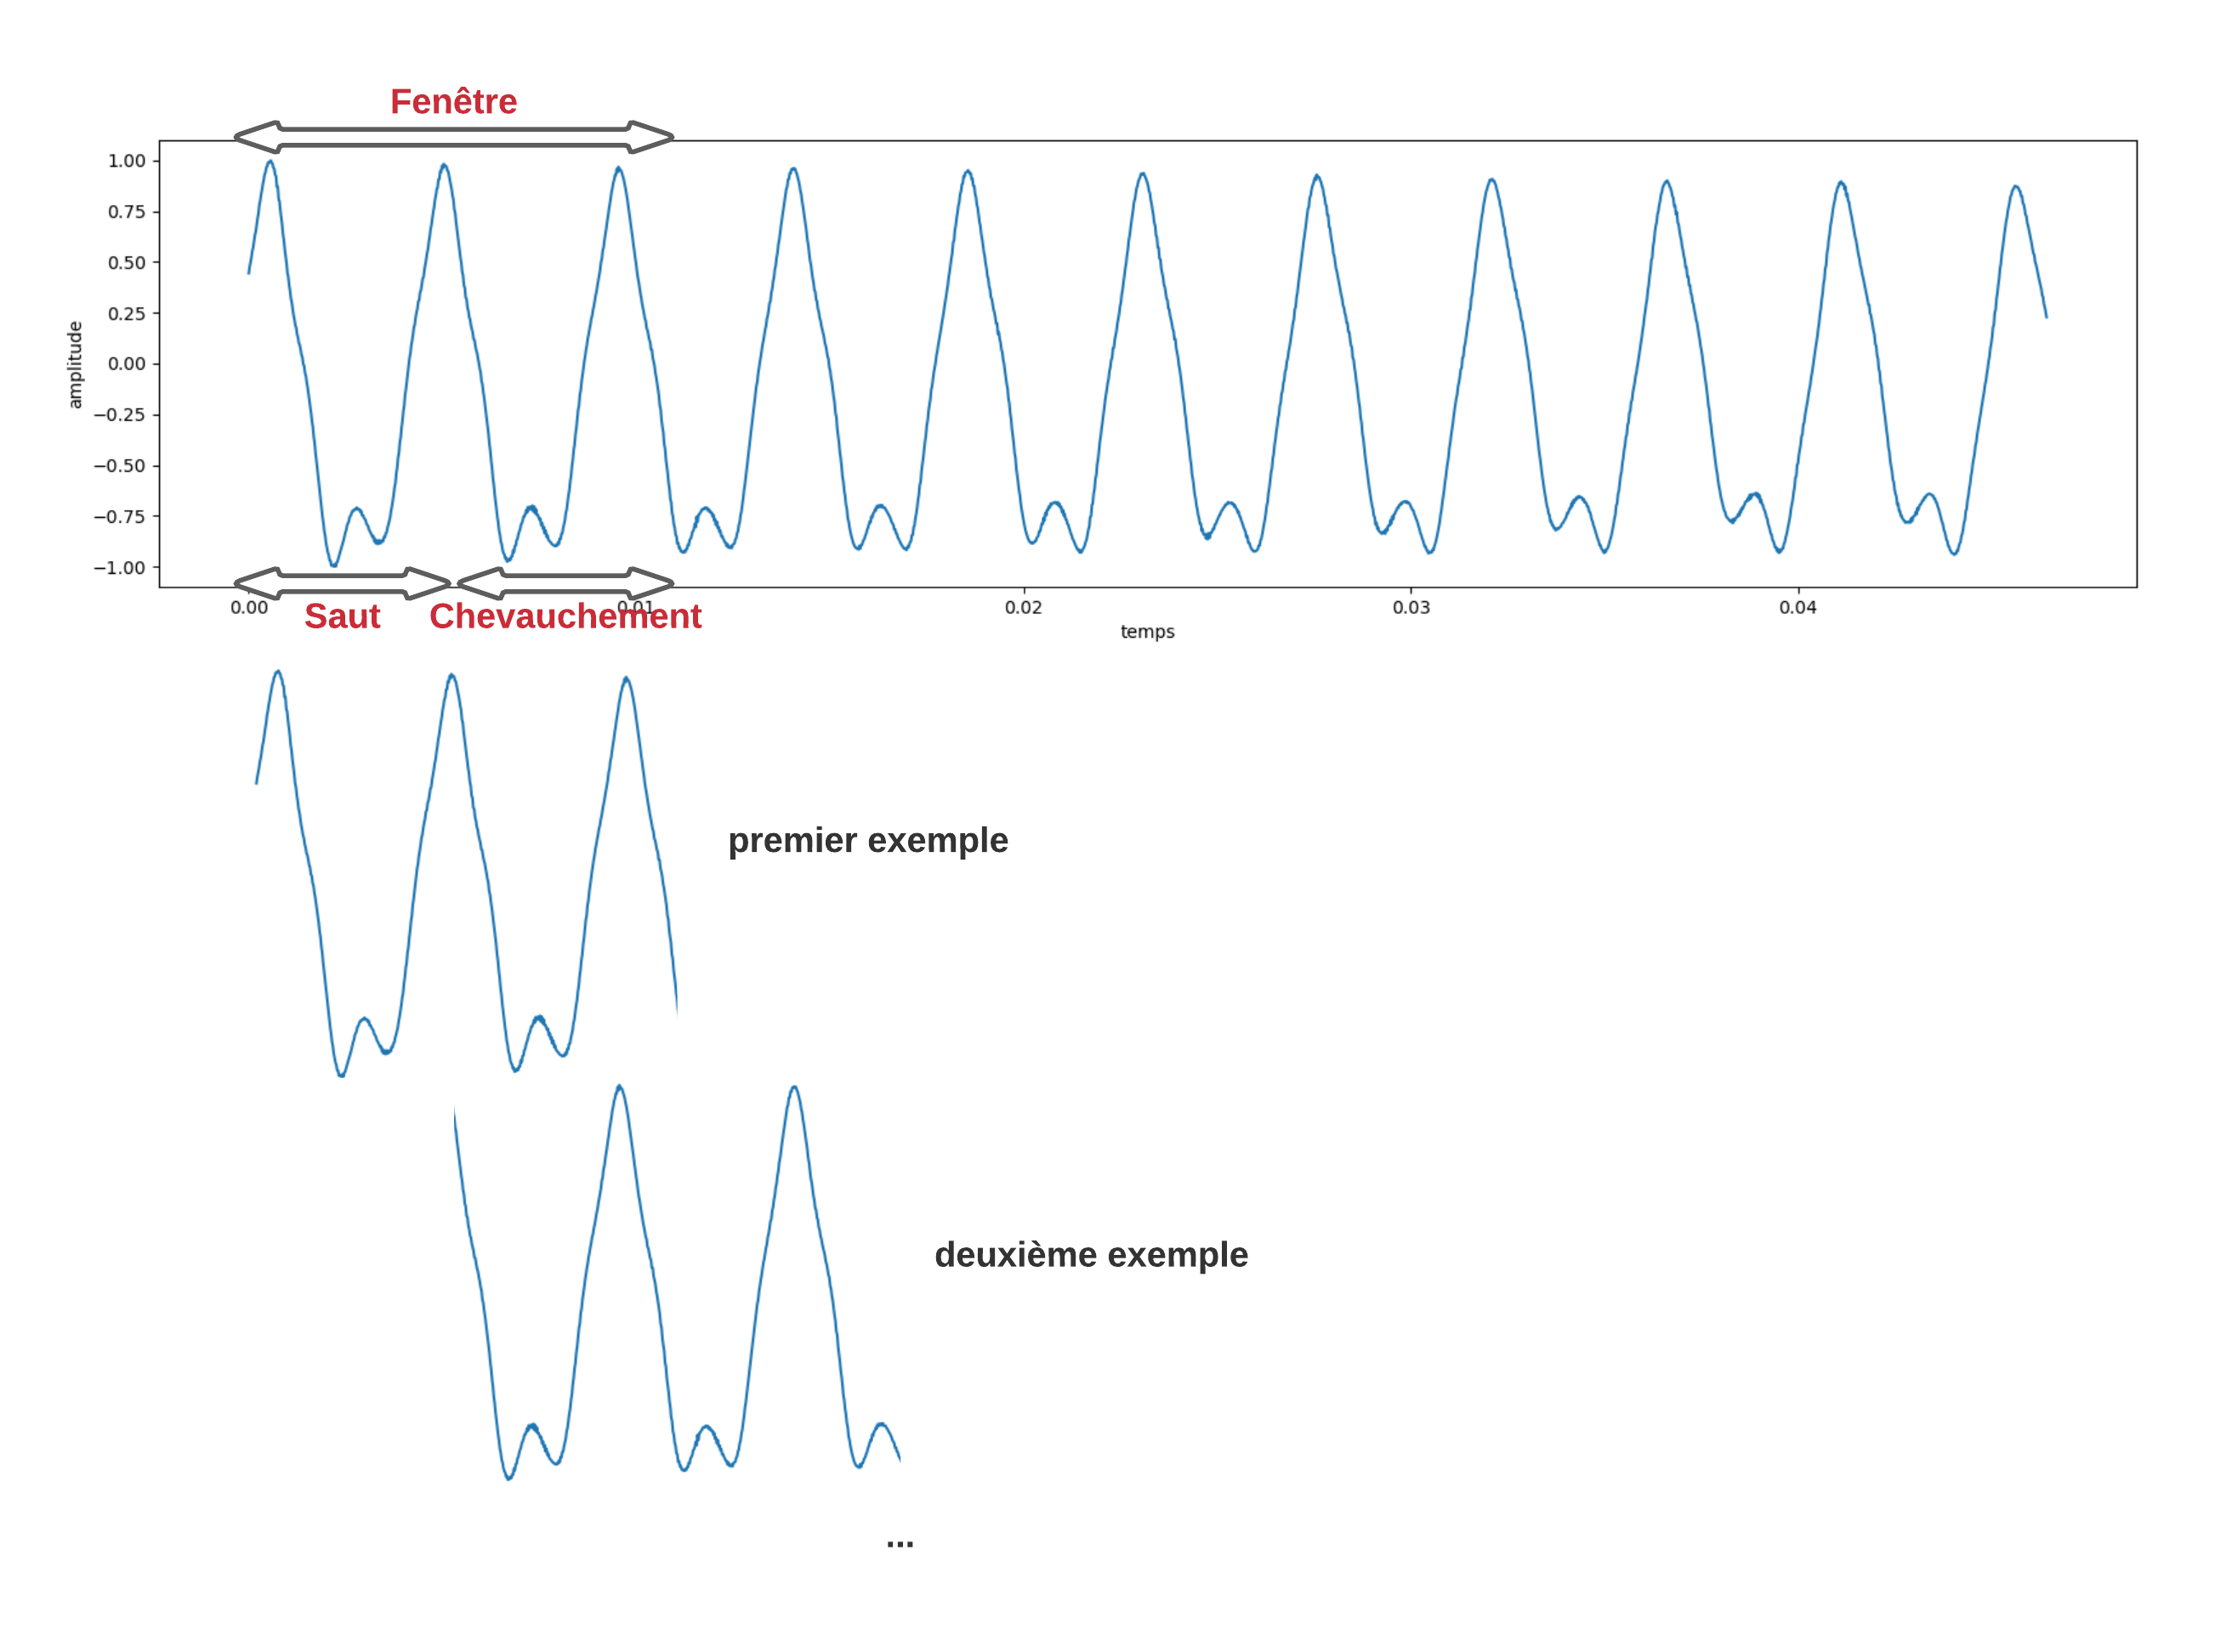 Fenêtre
1.00
0.75
0.50
0.25
0.00
−0.25
−0.50
−0.75
−1.00
amplitude
0.00
0.01
0.02
0.03
0.04
Saut
Chevauchement
temps
premier exemple
deuxième exemple
...